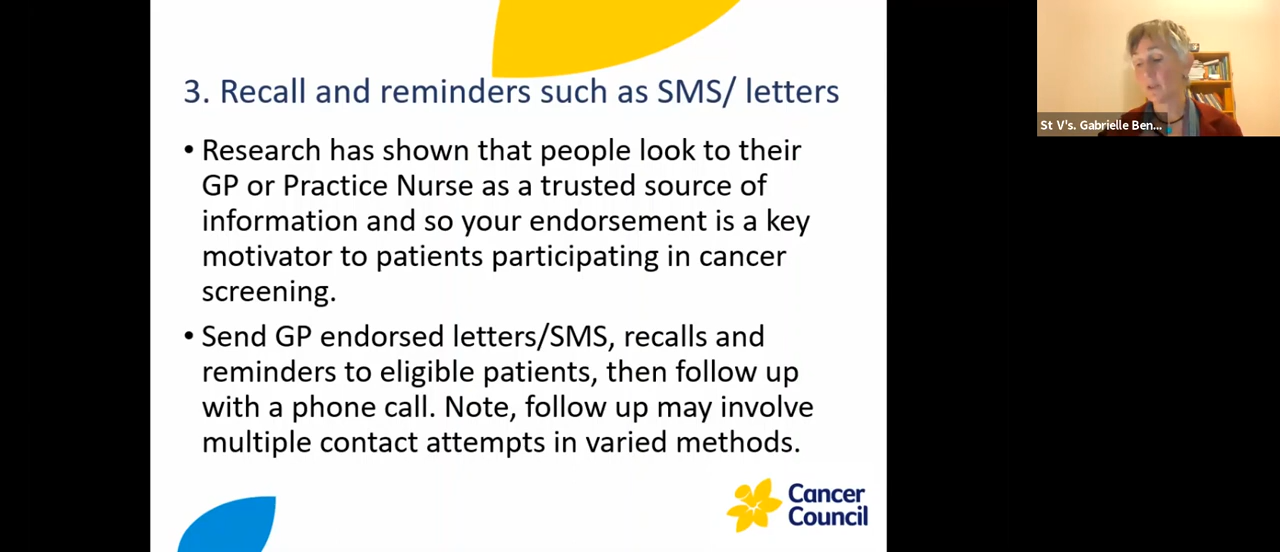 3. Recall and reminders such as SMS/ letters
• Research has shown that people look to their
GP or Practice Nurse as a trusted source of
information and so your endorsement is a key
motivator to patients participating in cancer
screening.
• Send GP endorsed letters/SMS, recalls and
reminders to eligible patients, then follow up
with a phone call. Note, follow up may involve
multiple contact attempts in varied methods.
Cancer
Council
St V's. Gabrielle Ben...